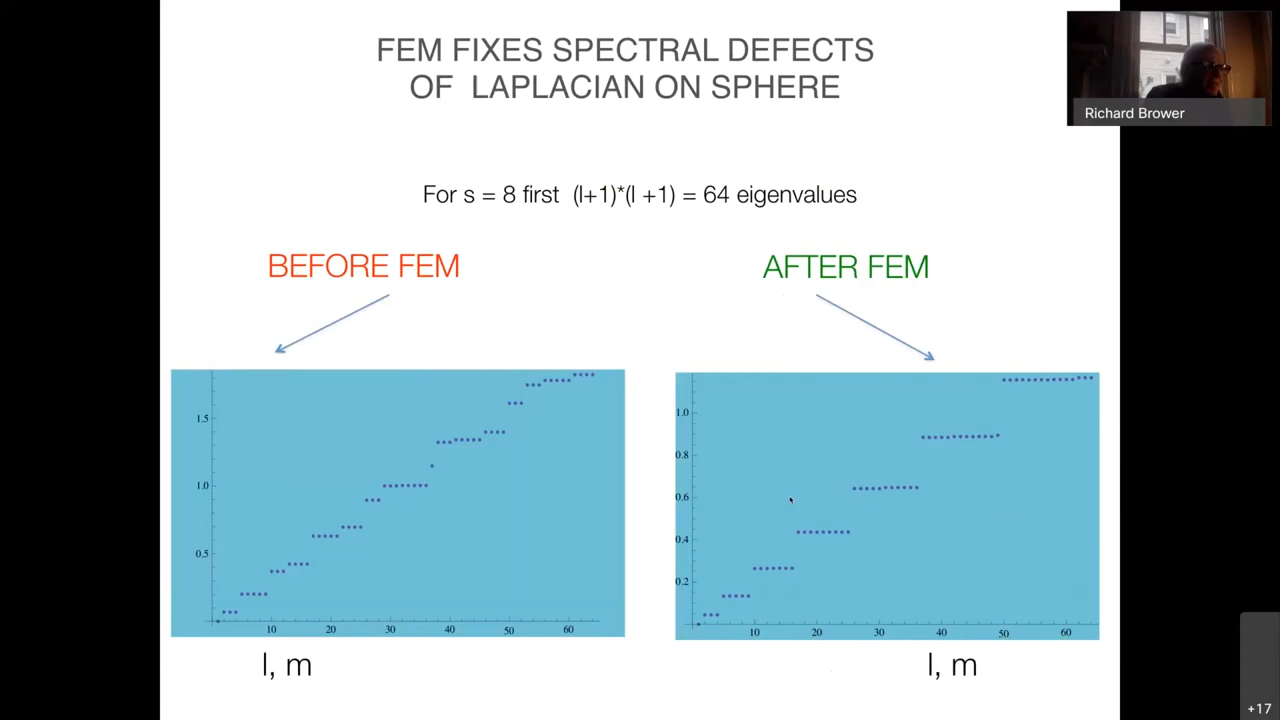 FEM FIXES SPECTRAL DEFECTS
OF LAPLACIAN ON SPHERE
Richard Brower
For s = 8 first (l+1)*(l +1) = 64 eigenvalues
BEFORE FEM
AFTER FEM
1.5
1.0
0.5
10 20 30 40 50 60
1.0
0.8
0.6
0.4
0.2
10 20 30 40 50 60
l, m
l, m
+17